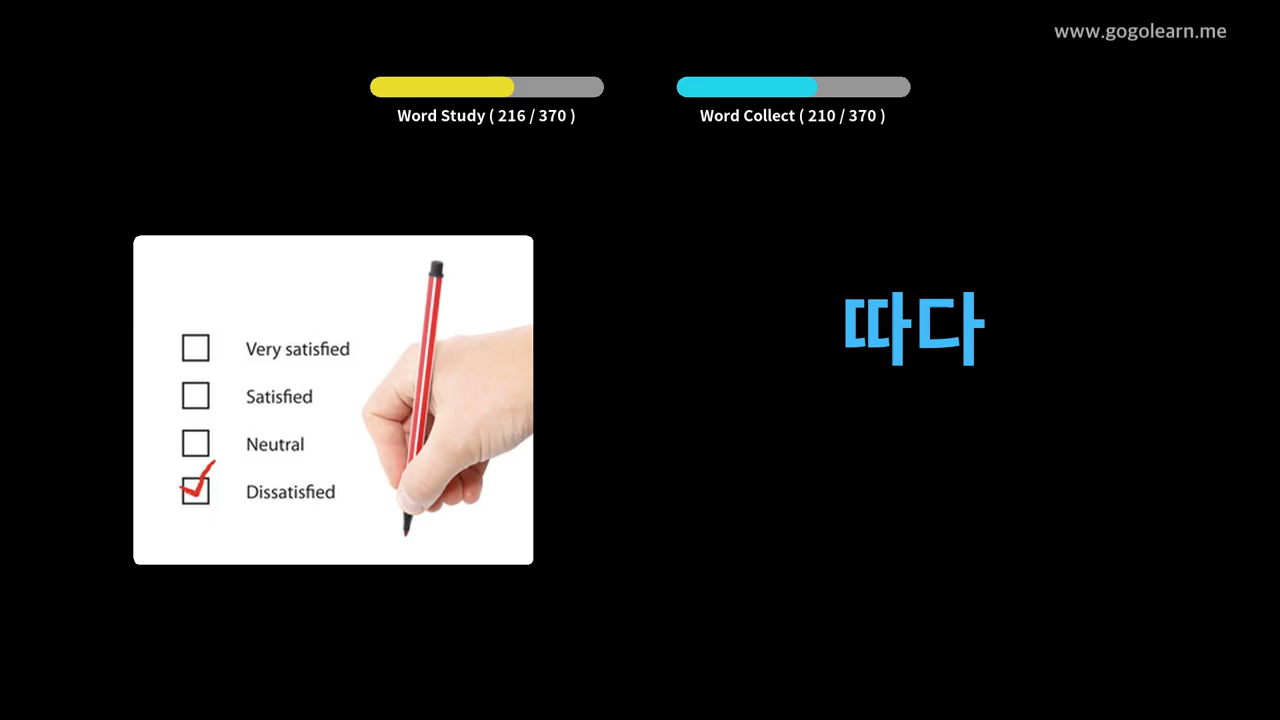 www.gogolearn.me
Word Study ( 216 / 370 )
Word Collect ( 210 / 370 )
Very satisfied
Satisfied
Neutral
Dissatisfied
따다